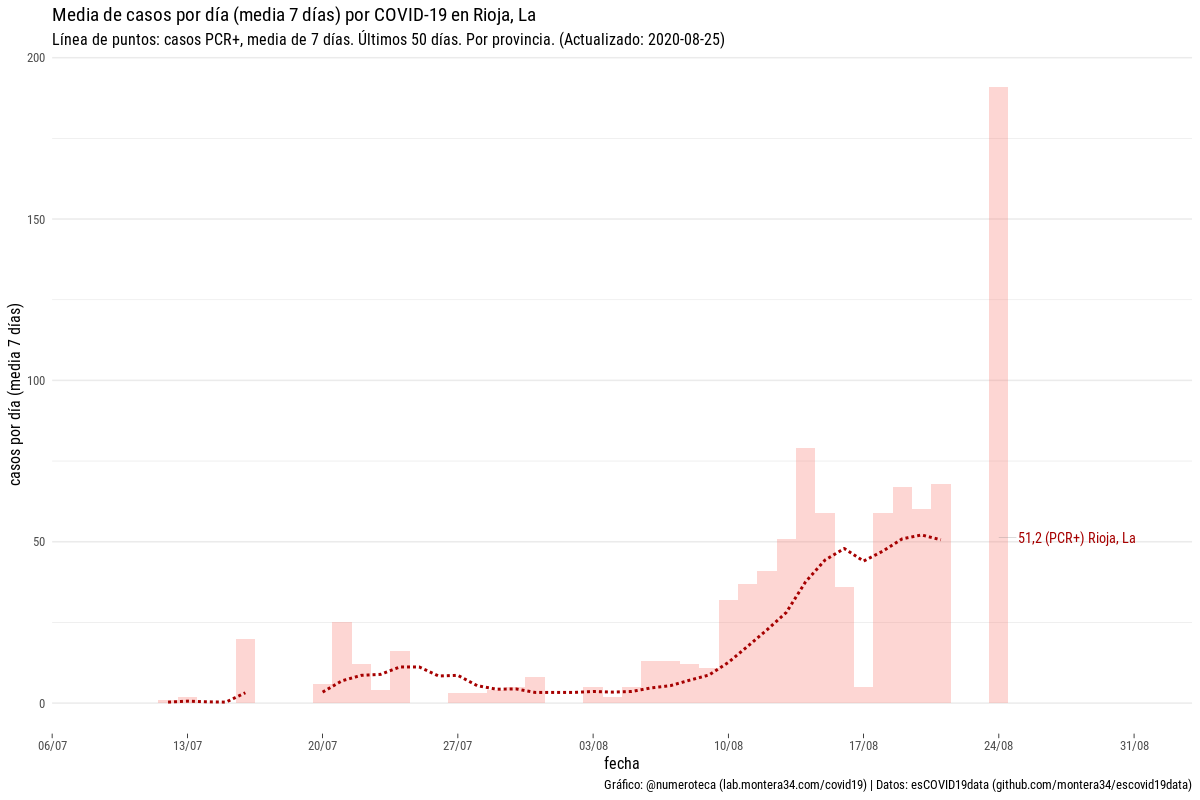 Media de casos por día (media 7 días) por COVID-19 en Rioja, La
Línea de puntos: casos PCR+, media de 7 días. Últimos 50 días. Por provincia. (Actualizado: 2020-08-25)
200
150
100
50
0
casos por día (media 7 días)
51,2 (PCR+) Rioja, La
06/07 13/07 20/07 27/07 03/08 10/08 17/08 24/08 31/08
fecha
Gráfico: @numeroteca (lab.montera34.com/covid19) | Datos: esCOVID19data (github.com/montera34/escovid19data)